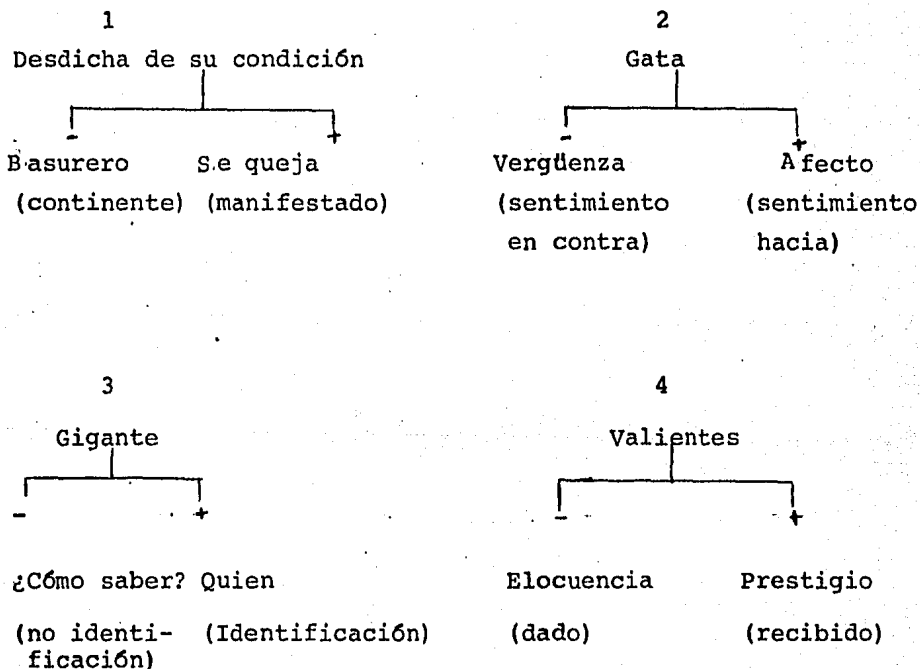 1
Desdicha de su condición
- +
Basurero Se queja
(continente) (manifestado)
2
Gata
- +
Vergüenza Afecto
(sentimiento (sentimiento
en contra) hacia)
3
Gigante
- +
¿Cómo saber? Quien
(no identi- (Identificación)
ficación)
4
Valientes
- +
Elocuencia Prestigio
(dado) (recibido)